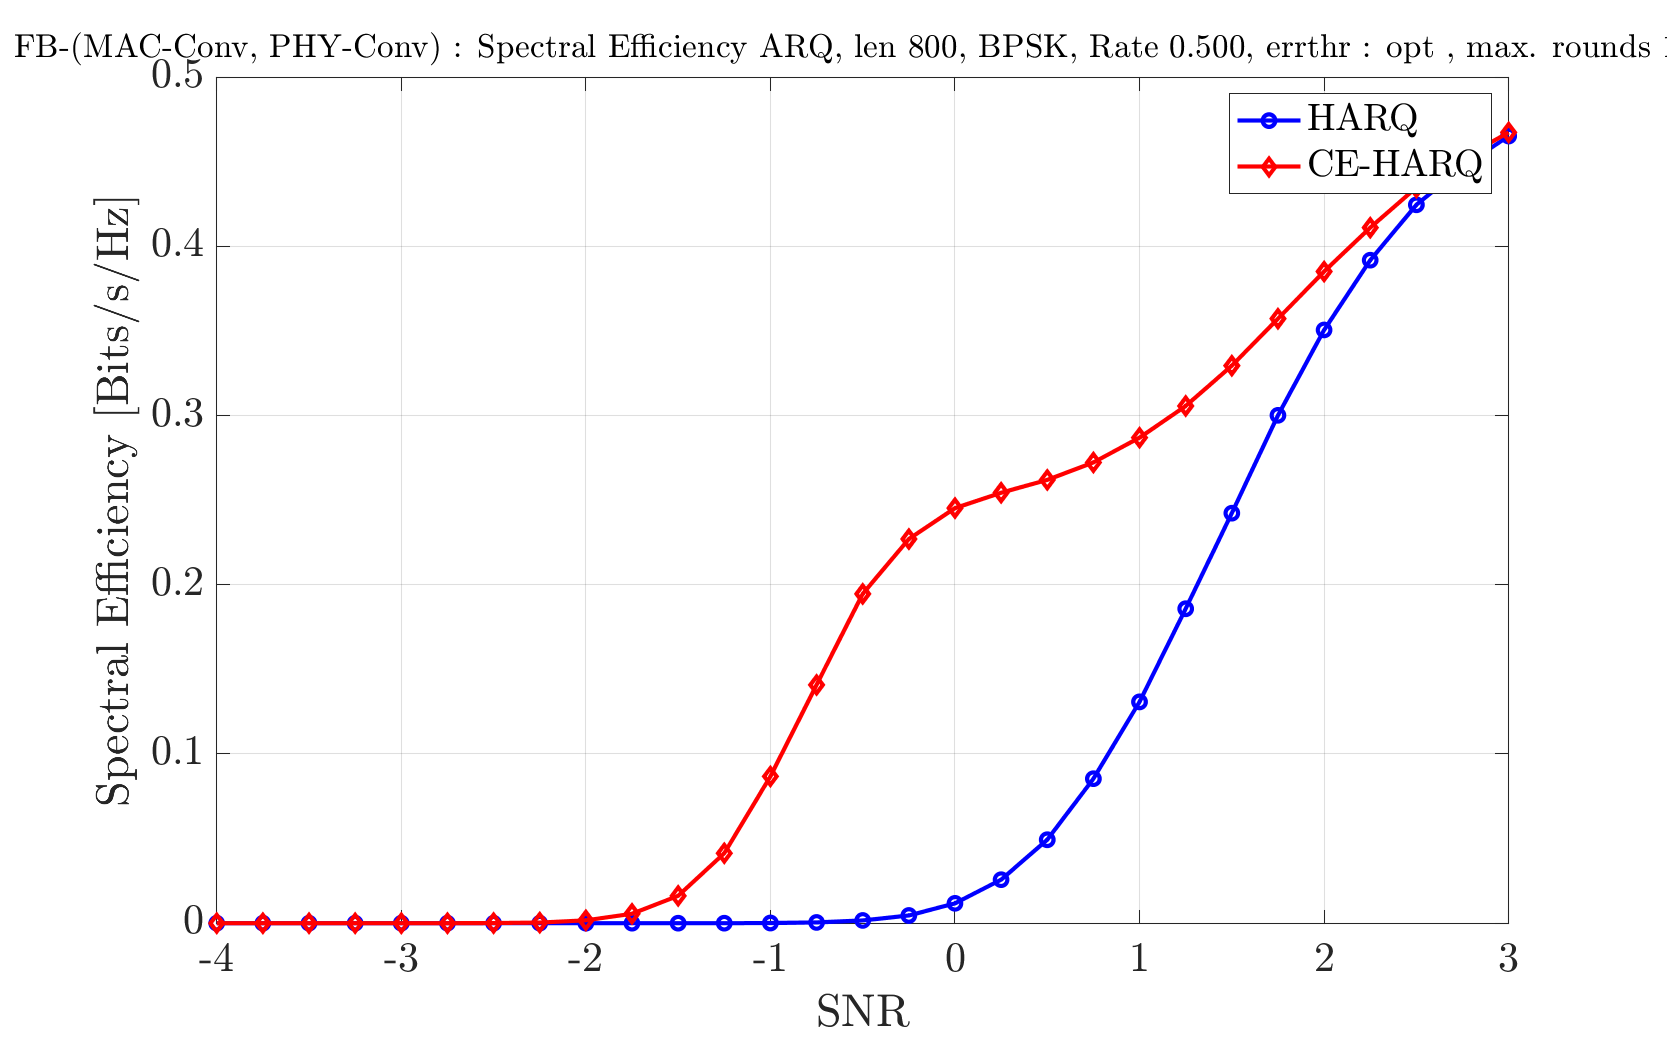 FB-(MAC-Conv, PHY-Conv) : Spectral Efficiency ARQ, len 800, BPSK, Rate 0.500, errthr : opt , max. rounds
HARQ
CE-HARQ
Spectral Efficiency [Bits/s/Hz]
0.5
0.4
0.3
0.2
0.1
0
-4 -3 -2 -1 0 1 2 3
SNR